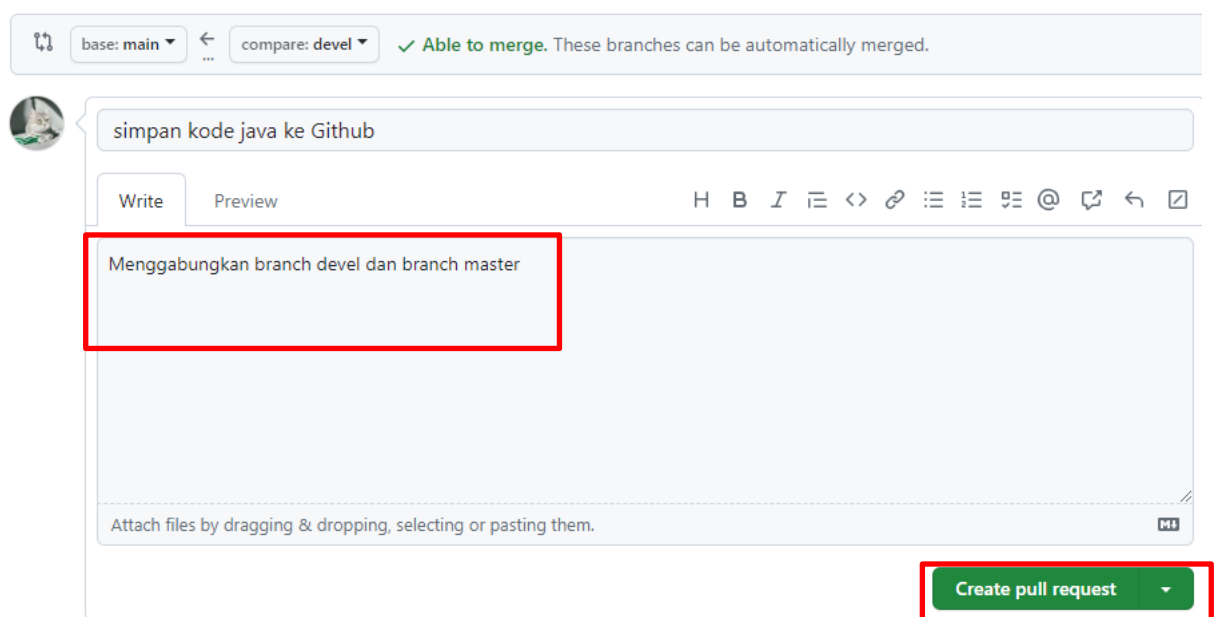 base: main compare: devel Able to merge. These branches can be automatically merged.
simpan kode java ke Github
Write Preview
Menggabungkan branch devel dan branch master
Attach files by dragging & dropping, selecting or pasting them.
Create pull request